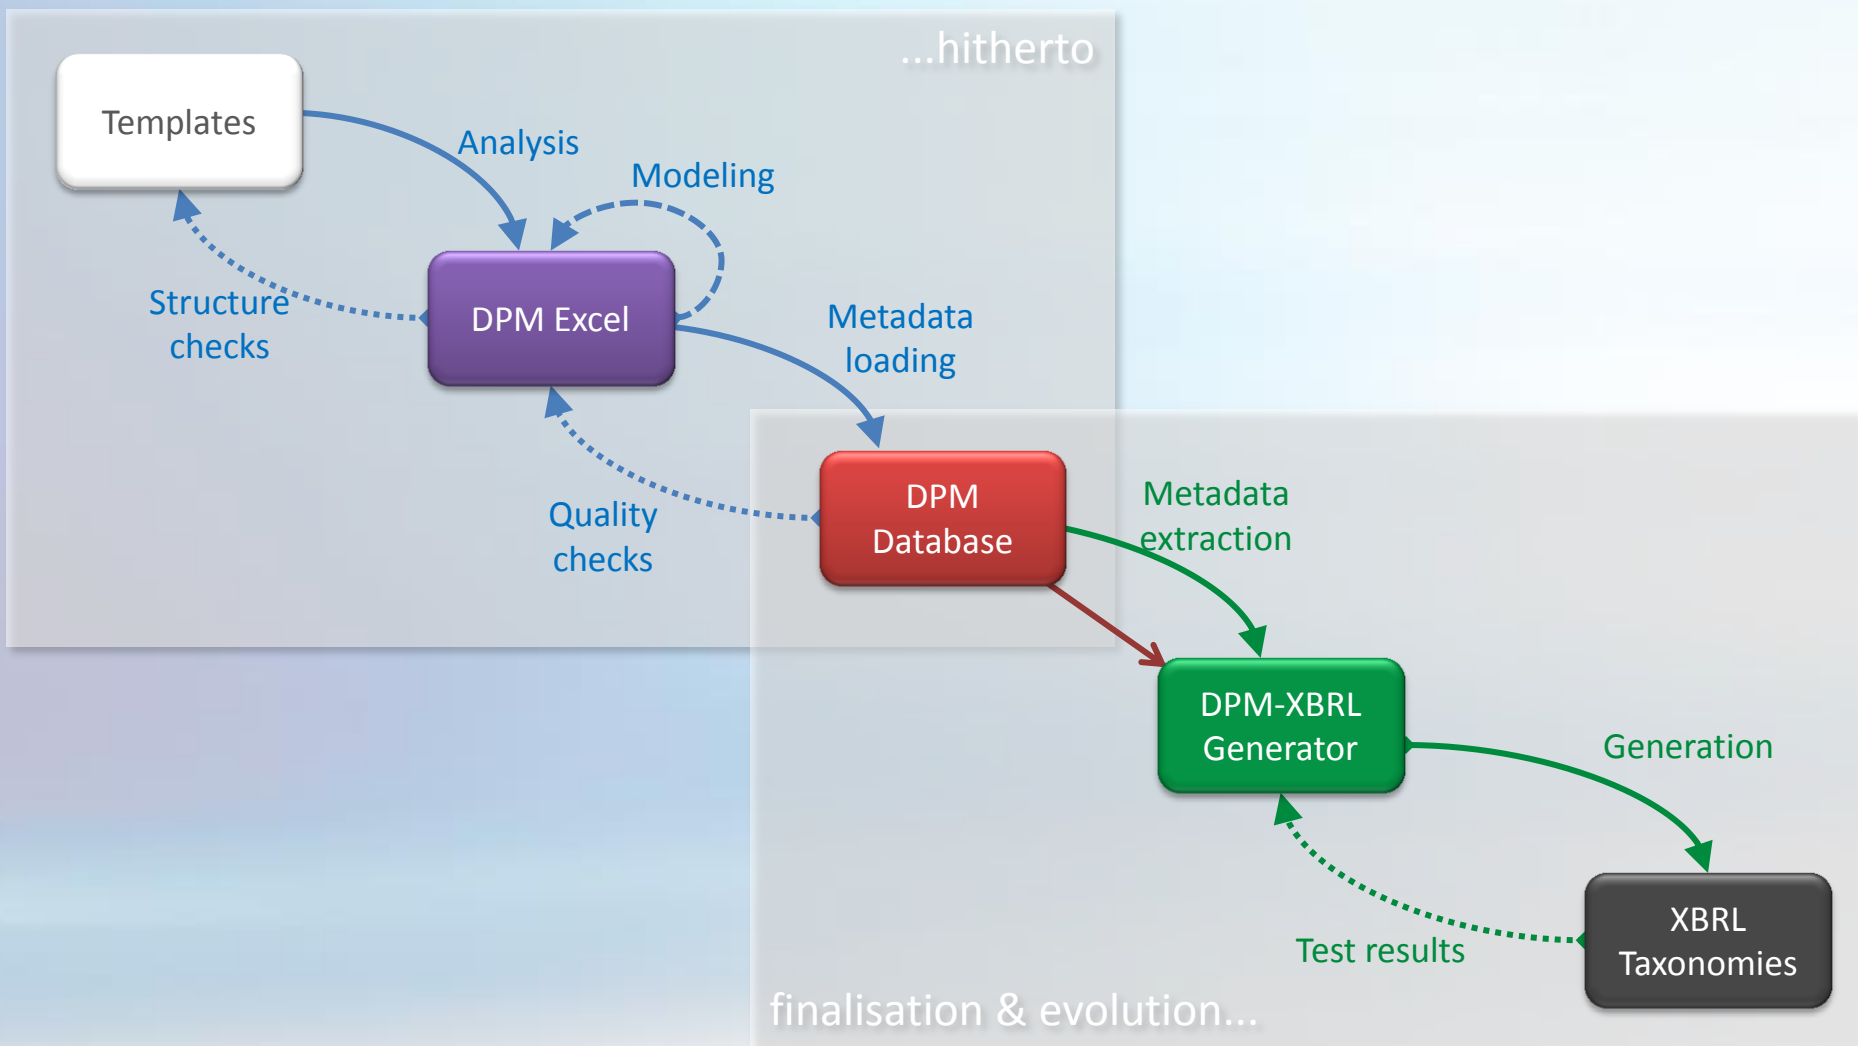 ...hitherto
Templates
Analysis
Modeling
Structure
checks
DPM Excel
Metadata
loading
Quality
checks
DPM
Database
Metadata
extraction
DPM-XBRL
Generator
Generation
Test results
XBRL
Taxonomies
finalisation & evolution...